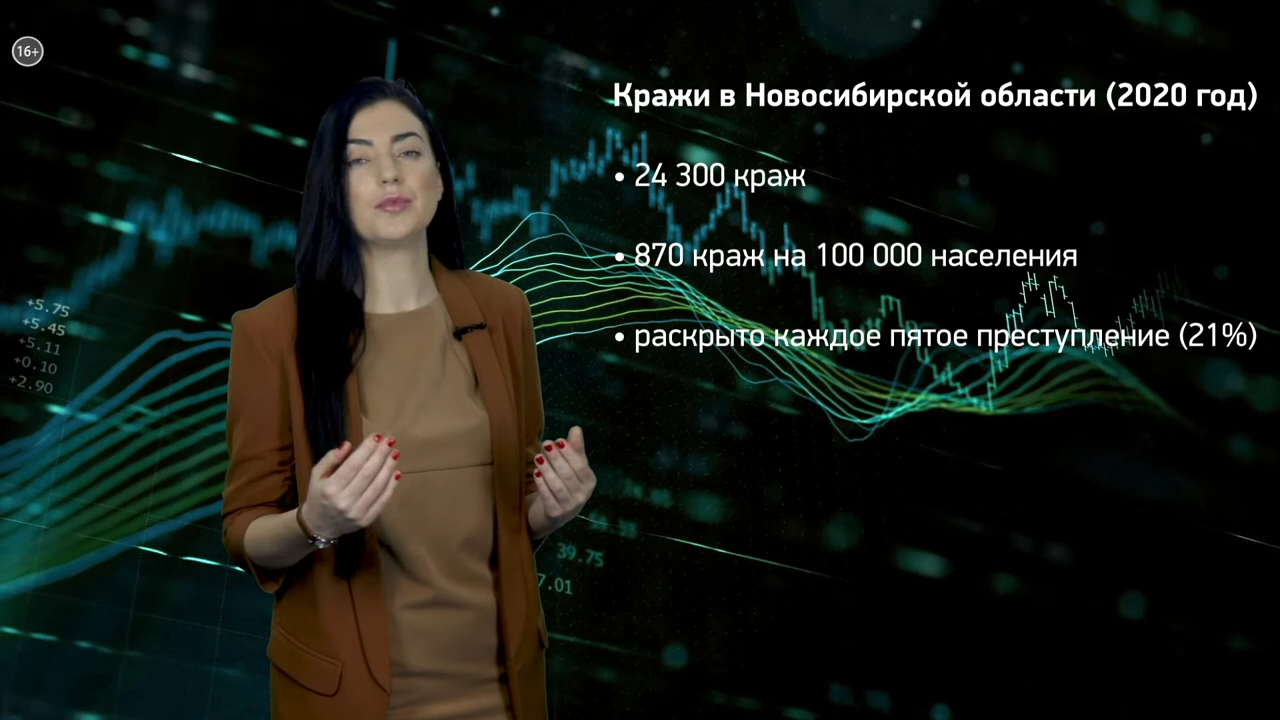 16+
Кражи в Новосибирской области (2020 год)
• 24 300 краж
• 870 краж на 100 000 населения
• раскрыто каждое пятое преступление (21%)
+5.75
+5.45
+5.11
+0.10
+2.90
39.75
7.01